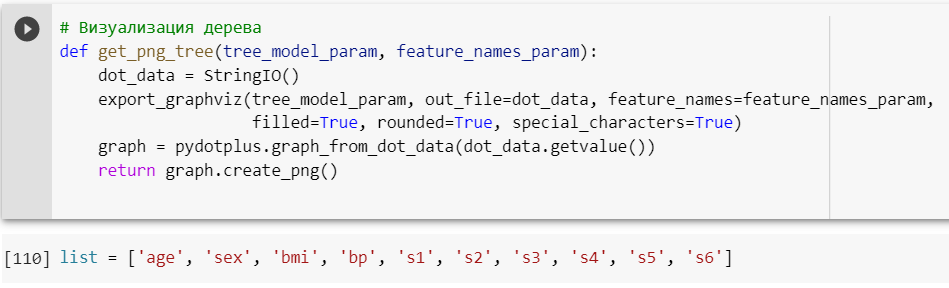 # Визуализация дерева
def get_png_tree(tree_model_param, feature_names_param):
    dot_data = StringIO()
    export_graphviz(tree_model_param, out_file=dot_data, feature_names=feature_names_param,
                    filled=True, rounded=True, special_characters=True)
    graph = pydotplus.graph_from_dot_data(dot_data.getvalue())
    return graph.create_png()
[110] list = ['age', 'sex', 'bmi', 'bp', 's1', 's2', 's3', 's4', 's5', 's6']